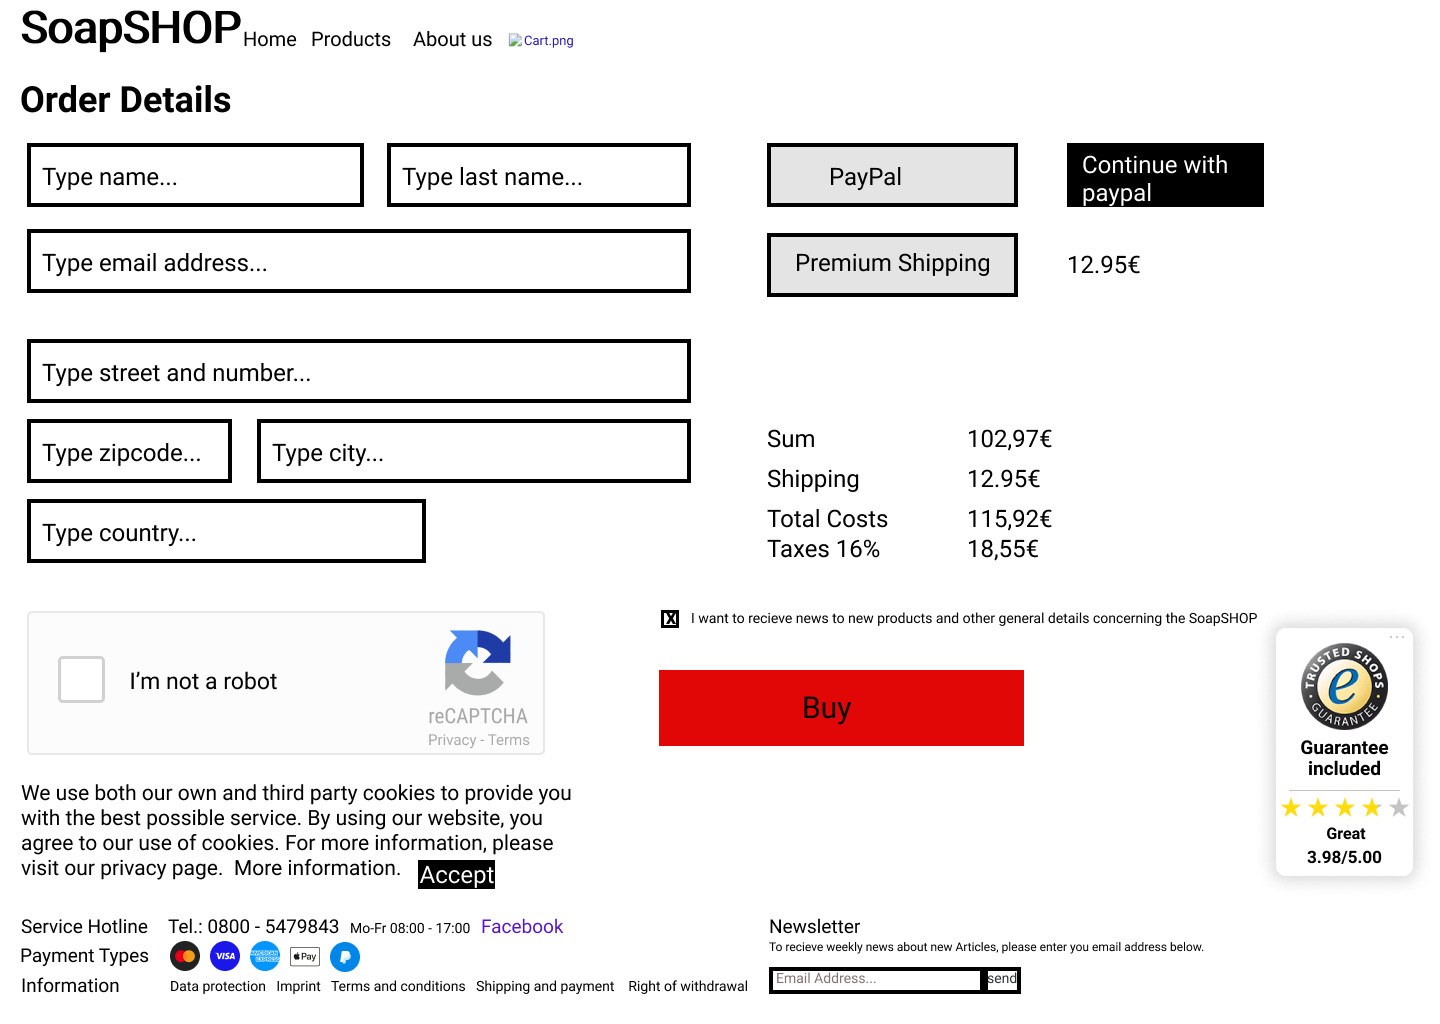 SoapSHOP Home Products About us Cart.png
Order Details
Type name... Type last name... PayPal Continue with
paypal
Type email address... Premium Shipping 12.95€
Type street and number...
Type zipcode... Type city... Sum 102,97€
Shipping 12.95€
Type country... Total Costs 115,92€
Taxes 16% 18,55€
X I want to recieve news to new products and other general details concerning the SoapSHOP
I'm not a robot
reCAPTCHA
Privacy - Terms
Buy
TRUSTED SHOPS
e
GUARANTEE
Guarantee
included
Great
3.98/5.00
We use both our own and third party cookies to provide you
with the best possible service. By using our website, you
agree to our use of cookies. For more information, please
visit our privacy page. More information. Accept
Service Hotline Tel.: 0800 - 5479843 Mo-Fr 08:00 - 17:00 Facebook
Payment Types VISA AMERICAN EXPRESS Pay P
Information Data protection Imprint Terms and conditions Shipping and payment Right of withdrawal
Newsletter
To recieve weekly news about new Articles, please enter you email address below.
Email Address... send